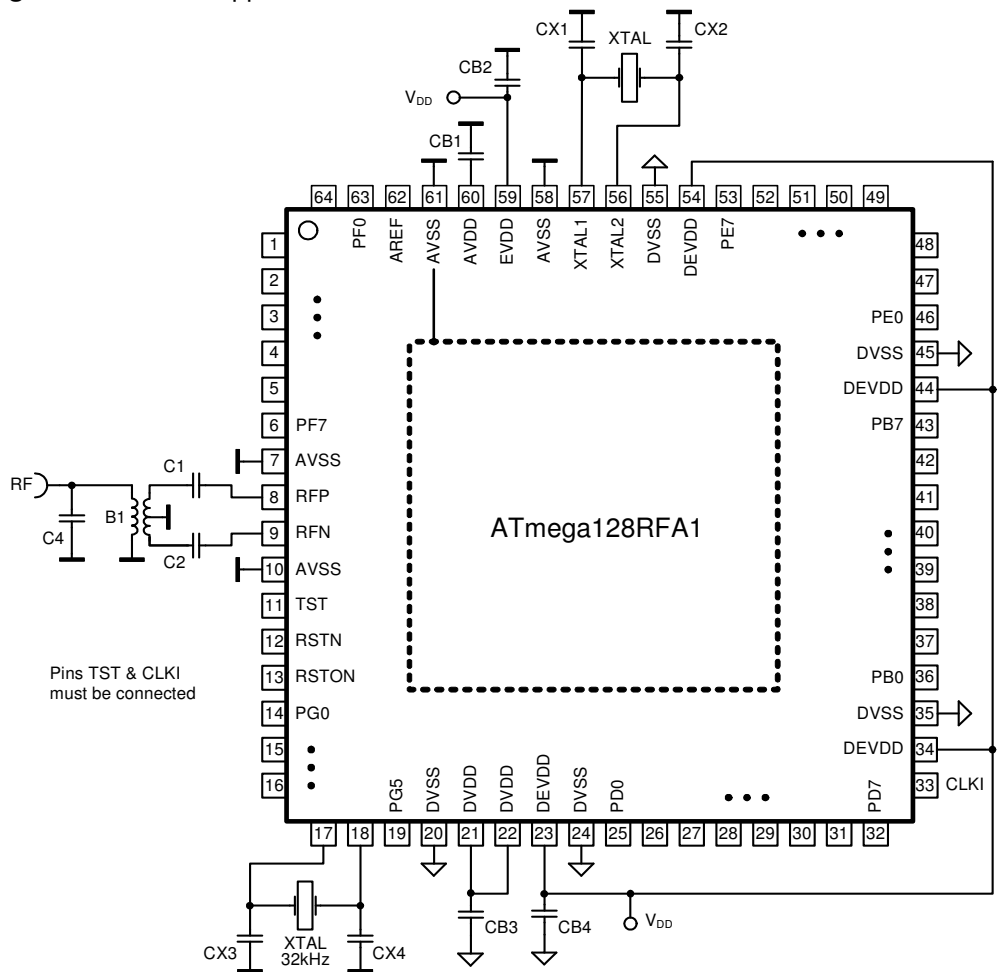 CX1 XTAL CX2
CB2
VDD
CB1
64 63 62 61 60 59 58 57 56 55 54 53 52 51 50 49
PF0 AREF AVSS AVDD EVDD AVSS XTAL1 XTAL2 DVSS DEVDD PE7
1
2
3
4
5
6 PF7
7 AVSS
8 RFP
9 RFN
10 AVSS
11 TST
12 RSTN
13 RSTON
14 PG0
15
16
RF
C1
B1
C4
C2
Pins TST & CLKI
must be connected
ATmega128RFA1
48
47
PE0 46
DVSS 45
DEVDD 44
PB7 43
42
41
40
39
38
37
PB0 36
DVSS 35
DEVDD 34
33 CLKI
PG5 DVSS DVDD DVDD DEVDD DVSS PD0 PD7
17 18 19 20 21 22 23 24 25 26 27 28 29 30 31 32
CX3 XTAL CX4
32kHz
CB3 CB4 VDD